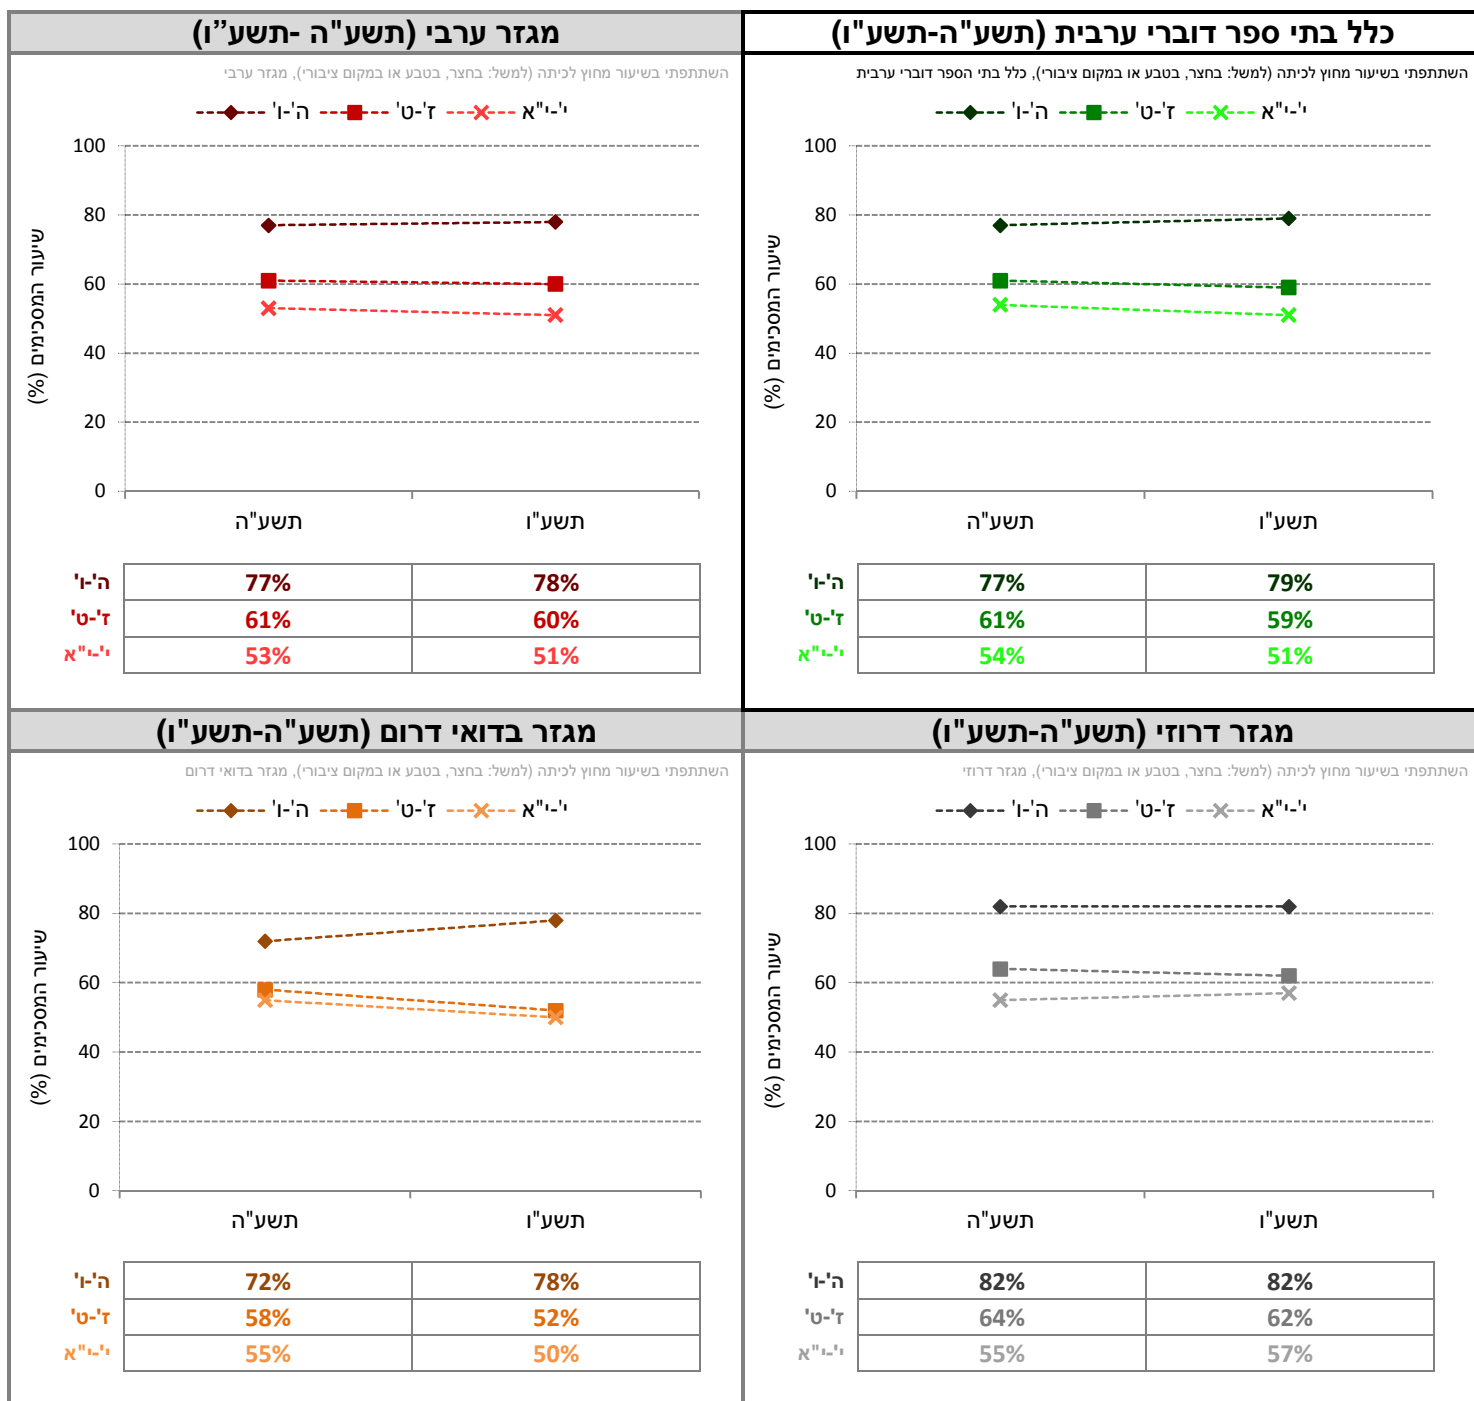 כלל בתי ספר דוברי ערבית (תשע"ה-תשע"ו)
השתתפתי בשיעור מחוץ לכיתה (למשל: בחצר, בטבע או במקום ציבורי), כלל בתי הספר דוברי ערבית
ה'-ו' ז'-ט' י'-י"א
שיעור המסכימים (%)
100
80
60
40
20
0
תשע"ה תשע"ו
ה'-ו' 77% 79%
ז'-ט' 61% 59%
י'-י"א 54% 51%
מגזר ערבי (תשע"ה -תשע”ו)
השתתפתי בשיעור מחוץ לכיתה (למשל: בחצר, בטבע או במקום ציבורי), מגזר ערבי
ה'-ו' ז'-ט' י'-י"א
שיעור המסכימים (%)
100
80
60
40
20
0
תשע"ה תשע"ו
ה'-ו' 77% 78%
ז'-ט' 61% 60%
י'-י"א 53% 51%
מגזר דרוזי (תשע"ה-תשע"ו)
השתתפתי בשיעור מחוץ לכיתה (למשל: בחצר, בטבע או במקום ציבורי), מגזר דרוזי
ה'-ו' ז'-ט' י'-י"א
שיעור המסכימים (%)
100
80
60
40
20
0
תשע"ה תשע"ו
ה'-ו' 82% 82%
ז'-ט' 64% 62%
י'-י"א 55% 57%
מגזר בדואי דרום (תשע"ה-תשע"ו)
השתתפתי בשיעור מחוץ לכיתה (למשל: בחצר, בטבע או במקום ציבורי), מגזר בדואי דרום
ה'-ו' ז'-ט' י'-י"א
שיעור המסכימים (%)
100
80
60
40
20
0
תשע"ה תשע"ו
ה'-ו' 72% 78%
ז'-ט' 58% 52%
י'-י"א 55% 50%